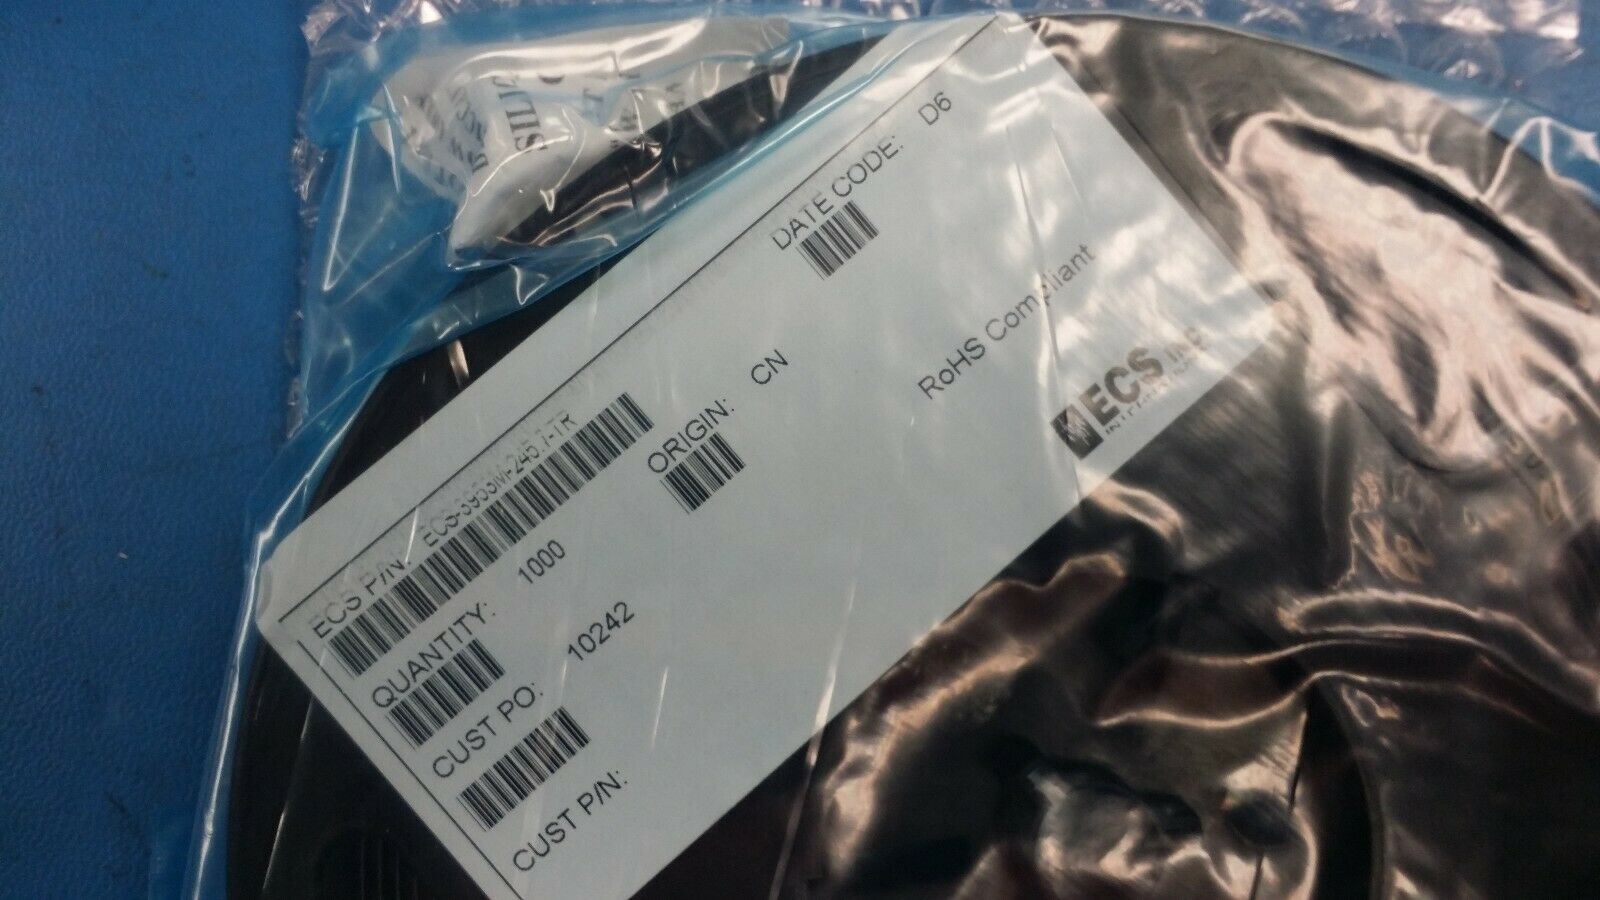 ECS P/N: ECS-3953M-245.7-TR
QUANTITY: 1000
CUST PO: 10242
CUST P/N:
DATE CODE: D6
ORIGIN: CN
RoHS Compliant
ECS inc
INTERNATIONAL